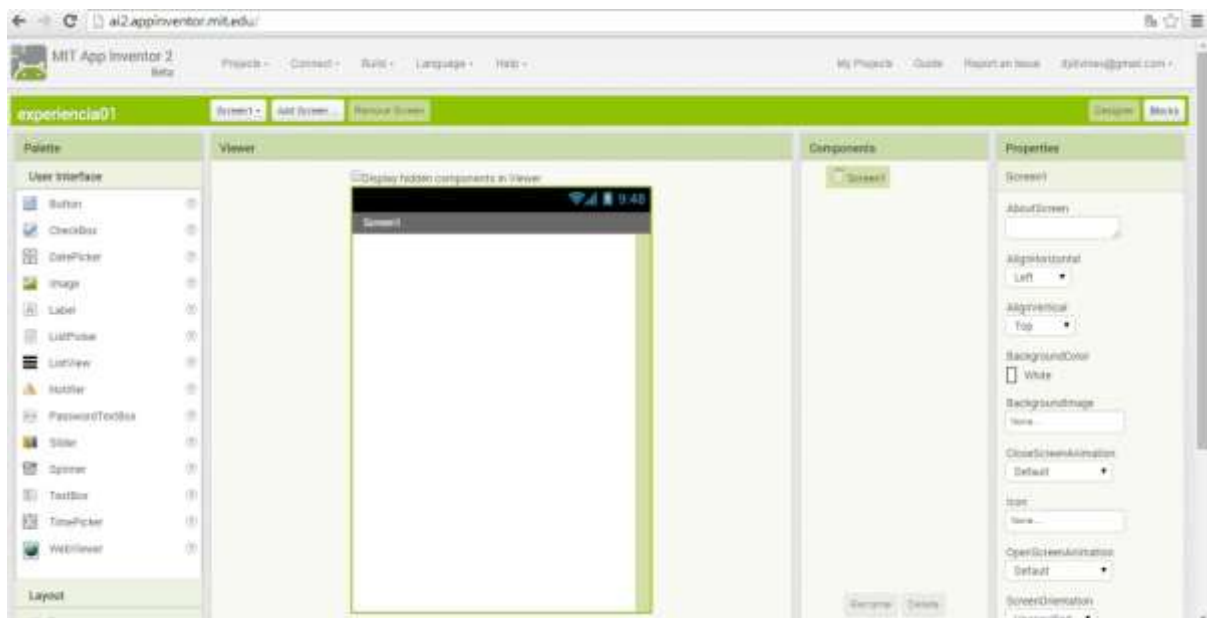 ai2.appinventor.mit.edu/
MIT App Inventor 2
Beta
Projects Connect Build Language Help
My Projects Guide Report an Issue
experiencia01
Screen1 Add Screen ... Remove Screen
Designer Blocks
Palette
User Interface
Button
CheckBox
DatePicker
Image
Label
ListPicker
ListView
Notifier
PasswordTextBox
Slider
Spinner
TextBox
TimePicker
WebViewer
Layout
Viewer
Display hidden components in Viewer
9:48
Screen1
Components
Screen1
Rename Delete
Properties
Screen1
AboutScreen
AlignHorizontal
Left
AlignVertical
Top
BackgroundColor
White
BackgroundImage
None...
CloseScreenAnimation
Default
Icon
None...
OpenScreenAnimation
Default
ScreenOrientation